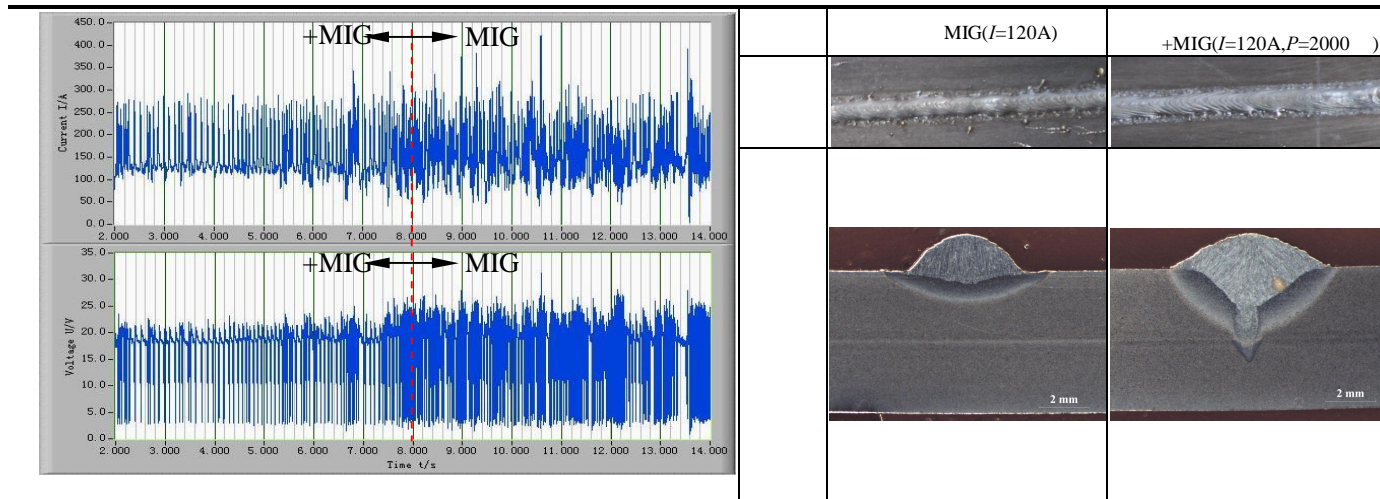 +MIG MIG
Current I/A
450.0
400.0
350.0
300.0
250.0
200.0
150.0
100.0
50.0
0.0
2.000 3.000 4.000 5.000 6.000 7.000 8.000 9.000 10.000 11.000 12.000 13.000 14.000
+MIG MIG
Voltage U/V
35.0
30.0
25.0
20.0
15.0
10.0
5.0
0.0
2.000 3.000 4.000 5.000 6.000 7.000 8.000 9.000 10.000 11.000 12.000 13.000 14.000
Time t/s
MIG(I=120A)
+MIG(I=120A,P=2000 )
2 mm
2 mm